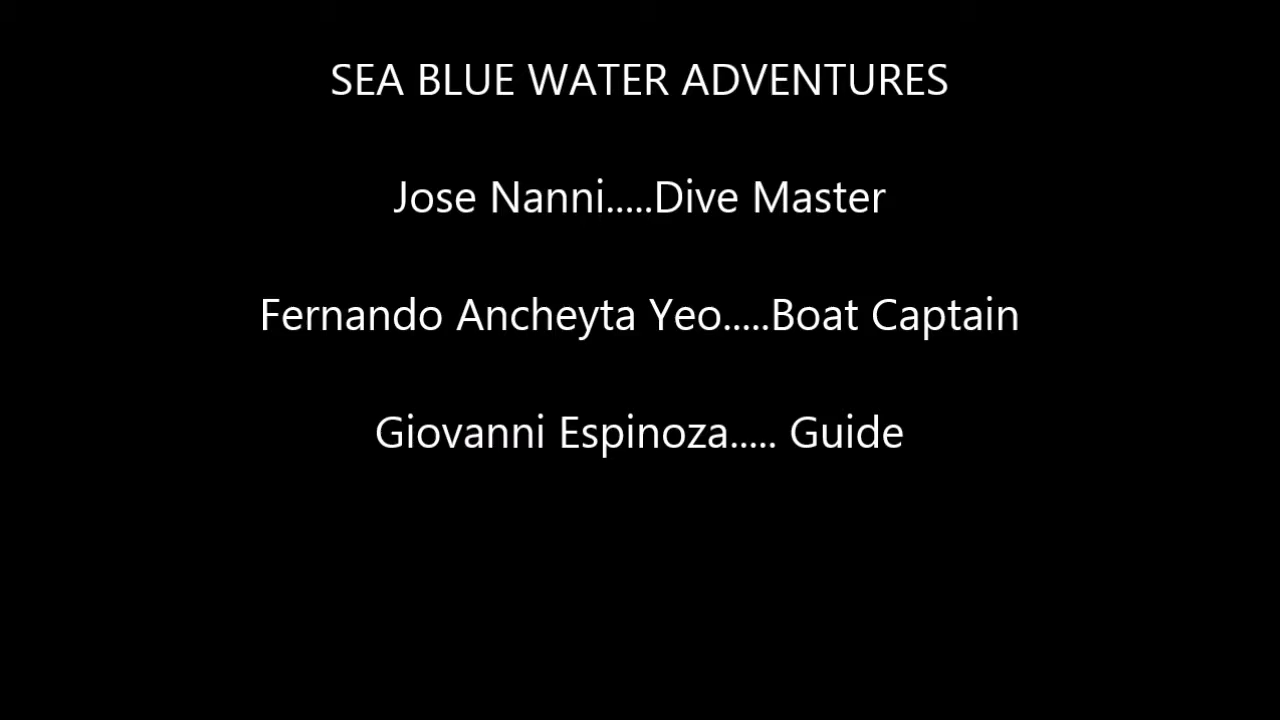 SEA BLUE WATER ADVENTURES
Jose Nanni.....Dive Master
Fernando Ancheyta Yeo.....Boat Captain
Giovanni Espinoza..... Guide